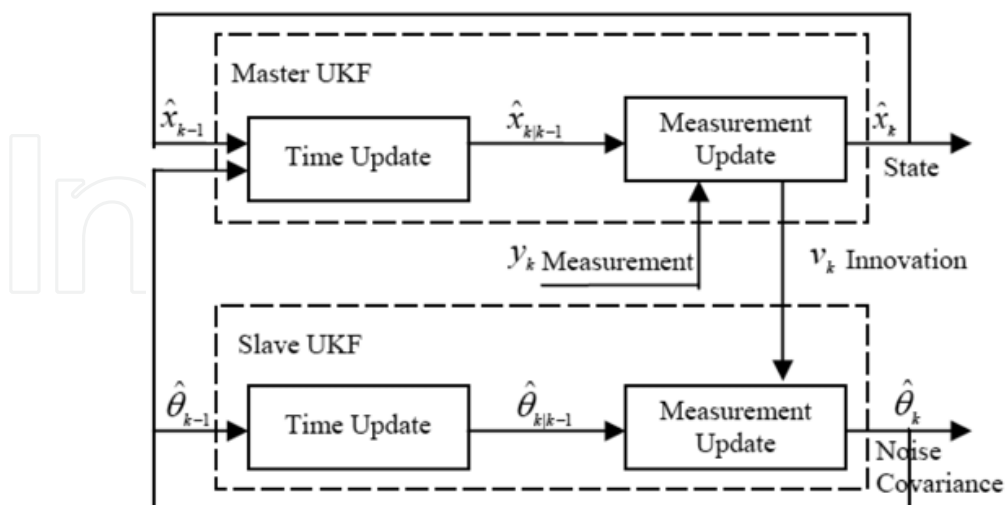 Master UKF
x̂ₖ₋₁
Time Update
x̂ₖ|ₖ₋₁
Measurement
Update
x̂ₖ
State
yₖ Measurement
vₖ Innovation
Slave UKF
θ̂ₖ₋₁
Time Update
θ̂ₖ|ₖ₋₁
Measurement
Update
θ̂ₖ
Noise
Covariance
In